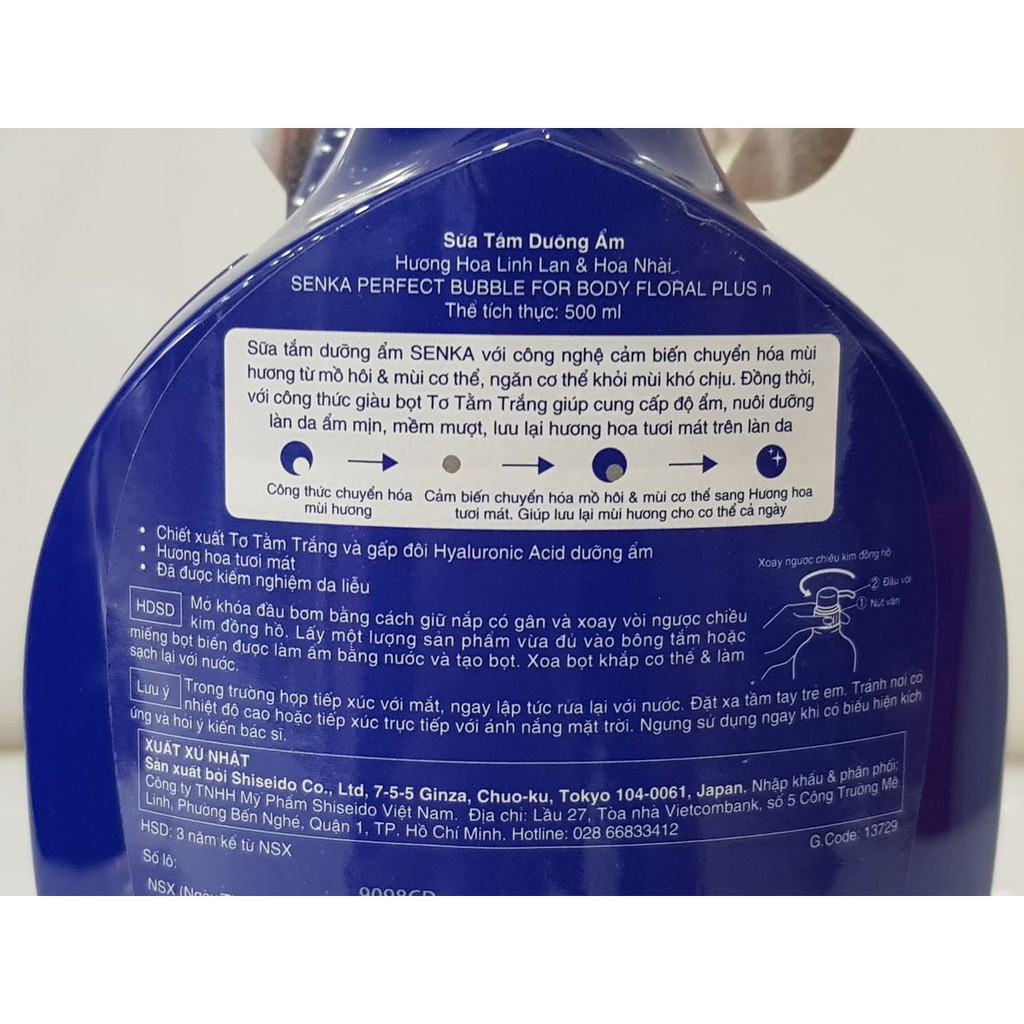 Sữa Tắm Dưỡng Ẩm
Hương Hoa Linh Lan & Hoa Nhài
SENKA PERFECT BUBBLE FOR BODY FLORAL PLUS n
Thể tích thực: 500 ml
Sữa tắm dưỡng ẩm SENKA với công nghệ cảm biến chuyển hóa mùi
hương từ mồ hôi & mùi cơ thể, ngăn cơ thể khỏi mùi khó chịu. Đồng thời,
với công thức giàu bọt Tơ Tằm Trắng giúp cung cấp độ ẩm, nuôi dưỡng
làn da ẩm mịn, mềm mượt, lưu lại hương hoa tươi mát trên làn da
Công thức chuyển hóa
mùi hương
Cảm biến chuyển hóa mồ hôi & mùi cơ thể sang Hương hoa
tươi mát. Giúp lưu lại mùi hương cho cơ thể cả ngày
• Chiết xuất Tơ Tằm Trắng và gấp đôi Hyaluronic Acid dưỡng ẩm
• Hương hoa tươi mát
• Đã được kiểm nghiệm da liễu
Xoay ngược chiều kim đồng hồ
② Đầu vòi
① Nút vặn
HDSD Mở khóa đầu bơm bằng cách giữ nắp có gân và xoay vòi ngược chiều
kim đồng hồ. Lấy một lượng sản phẩm vừa đủ vào bông tắm hoặc
miếng bọt biển được làm ẩm bằng nước và tạo bọt. Xoa bọt khắp cơ thể & làm
sạch lại với nước.
Lưu ý Trong trường hợp tiếp xúc với mắt, ngay lập tức rửa lại với nước. Đặt xa tầm tay trẻ em. Tránh nơi có
nhiệt độ cao hoặc tiếp xúc trực tiếp với ánh nắng mặt trời. Ngưng sử dụng ngay khi có biểu hiện kích
ứng và hỏi ý kiến bác sĩ.
XUẤT XỨ NHẬT
Sản xuất bởi Shiseido Co., Ltd, 7-5-5 Ginza, Chuo-ku, Tokyo 104-0061, Japan. Nhập khẩu & phân phối:
Công ty TNHH Mỹ Phẩm Shiseido Việt Nam. Địa chỉ: Lầu 27, Tòa nhà Vietcombank, số 5 Công Trường Mê
Linh, Phường Bến Nghé, Quận 1, TP. Hồ Chí Minh. Hotline: 028 66833412
HSD: 3 năm kể từ NSX
G.Code: 13729
Số lô:
NSX